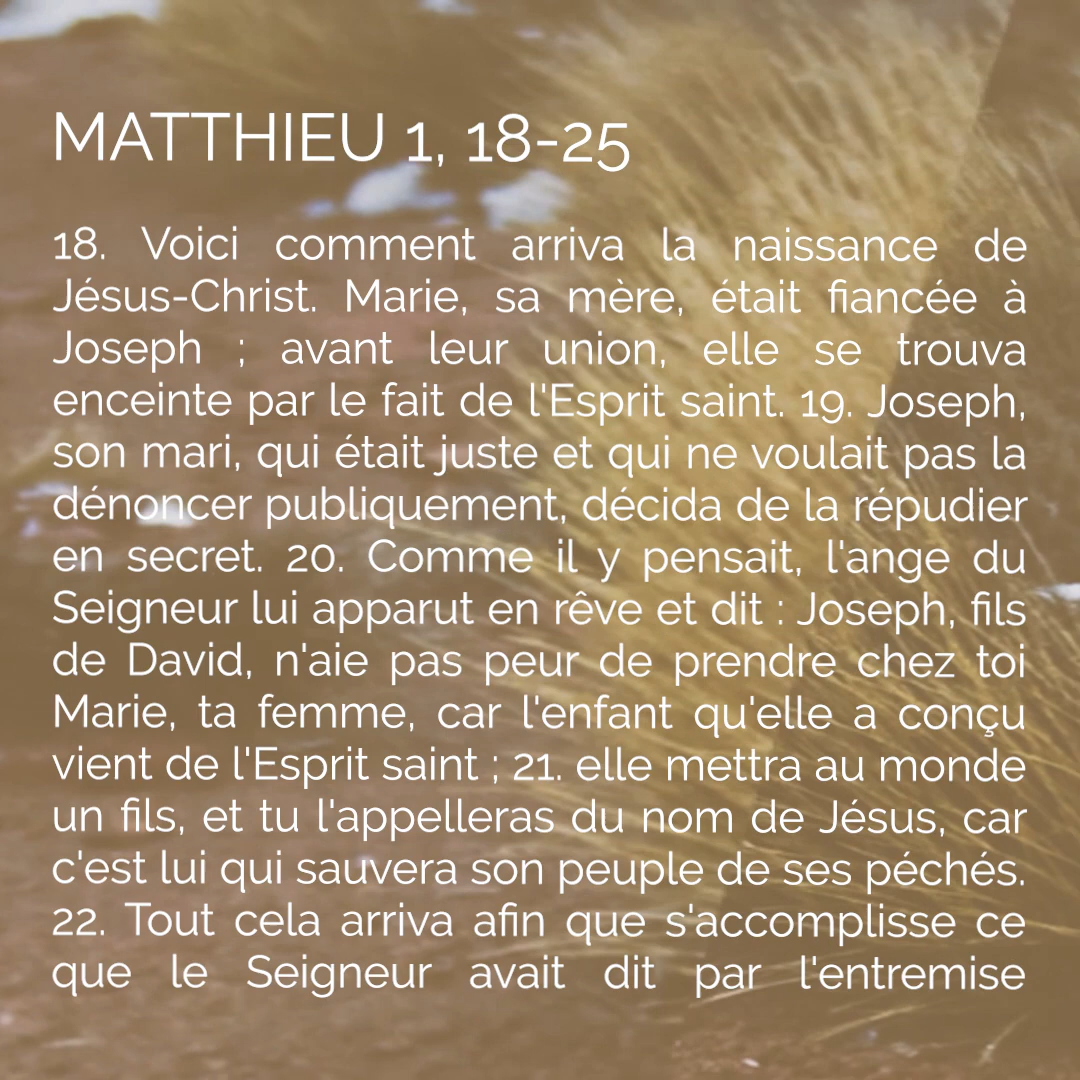 MATTHIEU 1, 18-25
18. Voici comment arriva la naissance de
Jésus-Christ. Marie, sa mère, était fiancée à
Joseph ; avant leur union, elle se trouva
enceinte par le fait de l'Esprit saint. 19. Joseph,
son mari, qui était juste et qui ne voulait pas la
dénoncer publiquement, décida de la répudier
en secret. 20. Comme il y pensait, l'ange du
Seigneur lui apparut en rêve et dit : Joseph, fils
de David, n'aie pas peur de prendre chez toi
Marie, ta femme, car l'enfant qu'elle a conçu
vient de l'Esprit saint ; 21. elle mettra au monde
un fils, et tu l'appelleras du nom de Jésus, car
c'est lui qui sauvera son peuple de ses péchés.
22. Tout cela arriva afin que s'accomplisse ce
que le Seigneur avait dit par l'entremise